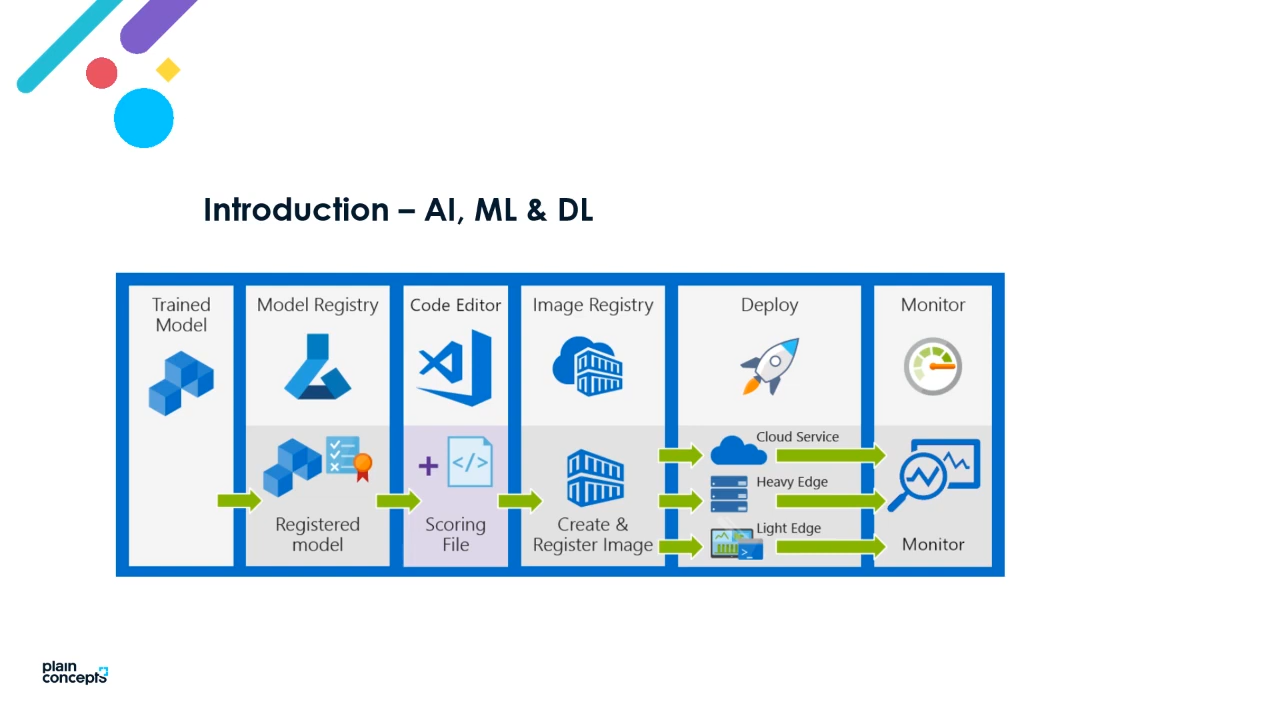 Introduction – AI, ML & DL
Trained
Model
Model Registry
Registered
model
Code Editor
+ </>
Scoring
File
Image Registry
Create &
Register Image
Deploy
Cloud Service
Heavy Edge
Light Edge
>_
Monitor
Monitor
plain
concepts